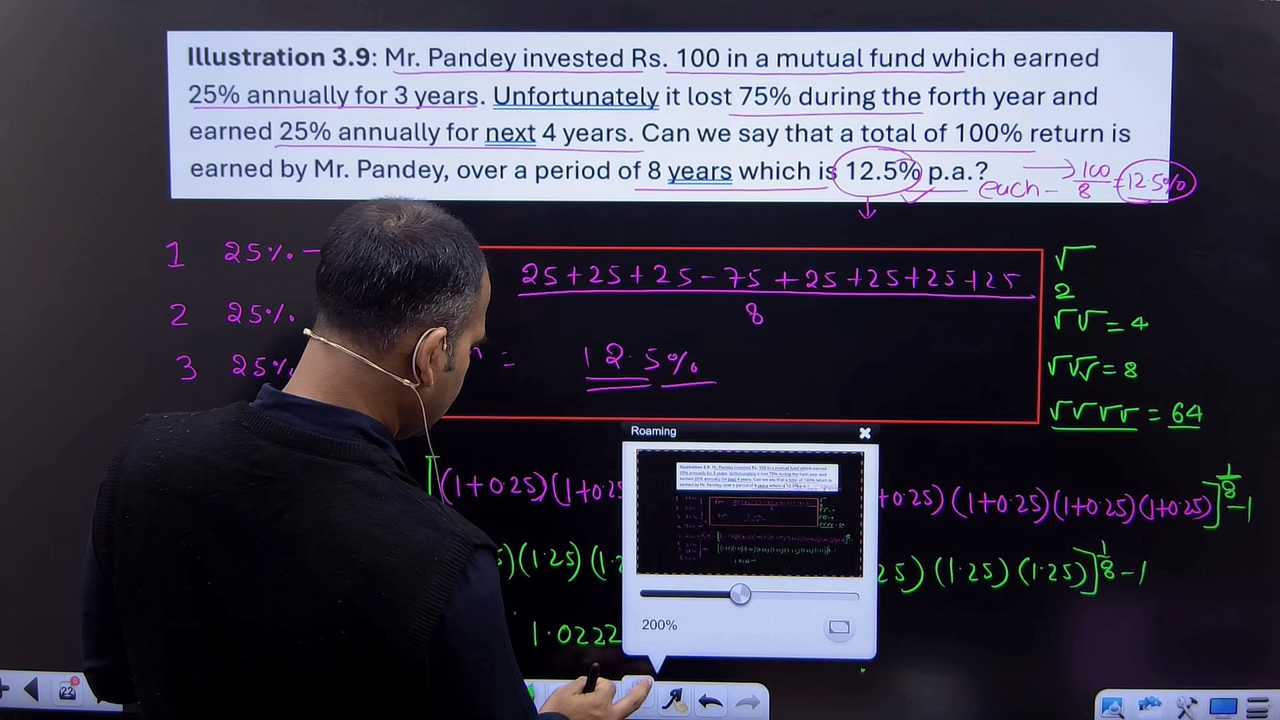 Illustration 3.9: Mr. Pandey invested Rs. 100 in a mutual fund which earned
25% annually for 3 years. Unfortunately it lost 75% during the forth year and
earned 25% annually for next 4 years. Can we say that a total of 100% return is
earned by Mr. Pandey, over a period of 8 years which is 12.5% p.a.?
each - 100/8 = 12.5%
1 25% -
25+25+25-75+25+25+25+25
8
√
2
2 25%
√√ = 4
3 25%
= 12.5%
√√√ = 8
√√√√ = 64
Roaming
[(1+0.25)(1+0.25 +0.25)(1+0.25)(1+0.25)(1+0.25)]^1/8 -1
)(1.25)(1. 25)(1.25)(1.25)]^1/8 -1
200%
1.0222
22